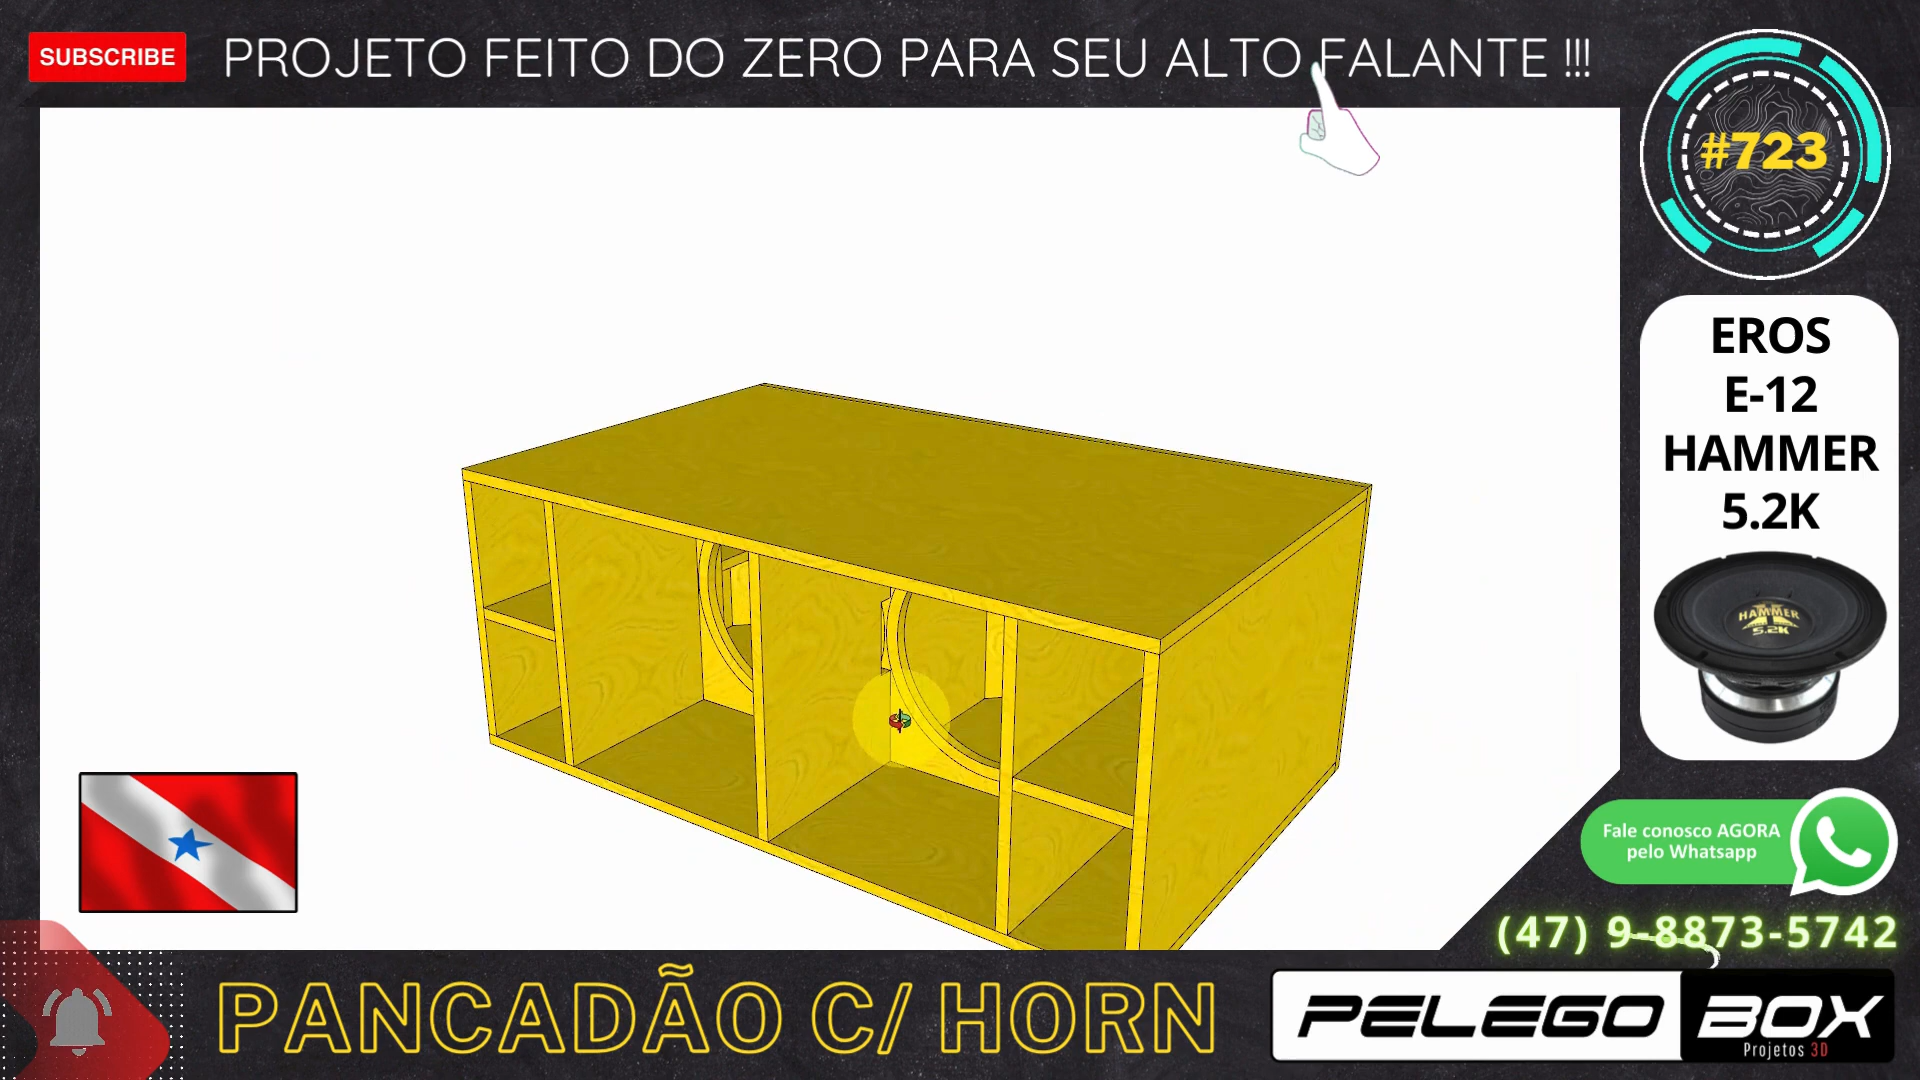 SUBSCRIBE
PROJETO FEITO DO ZERO PARA SEU ALTO FALANTE !!!
#723
EROS
E-12
HAMMER
5.2K
HAMMER
5.2K
Fale conosco AGORA
pelo Whatsapp
(47) 9-8873-5742
PANCADÃO C/ HORN
PELEGO BOX
Projetos 3D